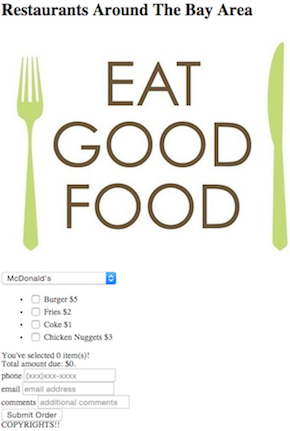 Restaurants Around The Bay Area
EAT
GOOD
FOOD
McDonald's
Burger $5
Fries $2
Coke $1
Chicken Nuggets $3
You've selected 0 item(s)!
Total amount due: $0.
phone (xxx)xxx-xxxx
email email address
comments additional comments
Submit Order
COPYRIGHTS!!